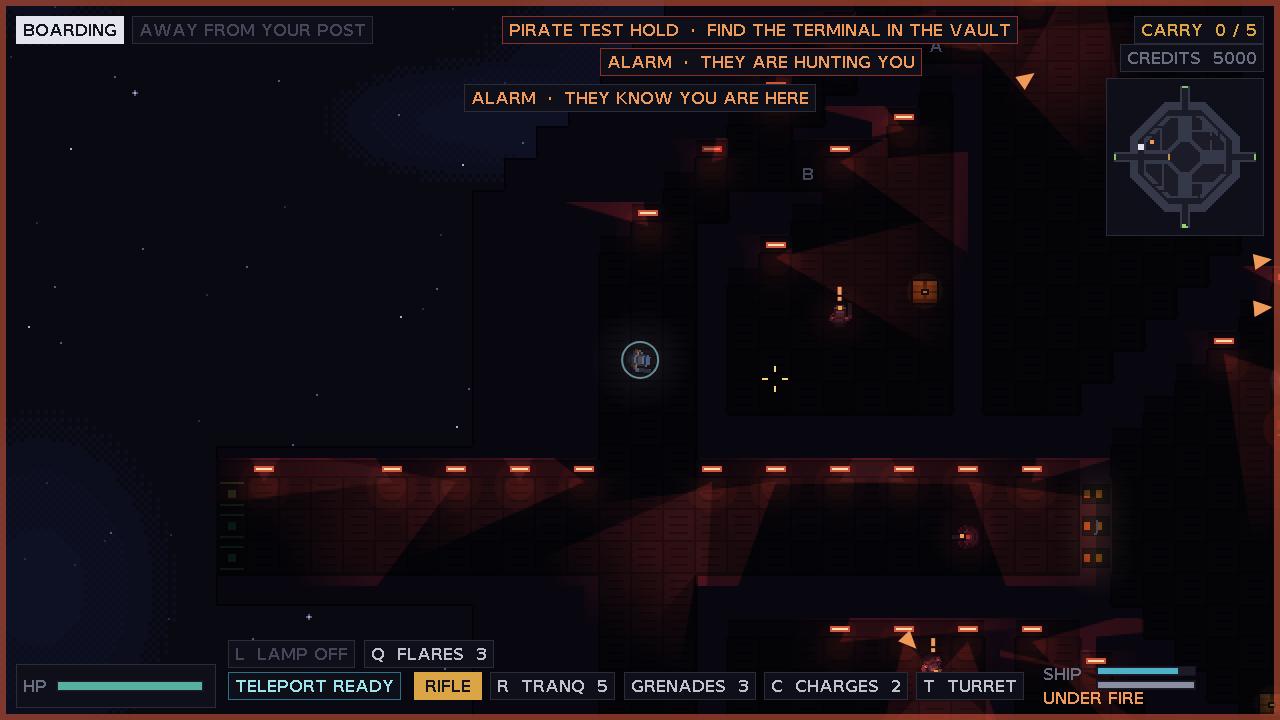 BOARDING AWAY FROM YOUR POST
PIRATE TEST HOLD · FIND THE TERMINAL IN THE VAULT
CARRY 0 / 5
A
ALARM · THEY ARE HUNTING YOU
CREDITS 5000
ALARM · THEY KNOW YOU ARE HERE
B
L LAMP OFF Q FLARES 3
HP
TELEPORT READY RIFLE R TRANQ 5 GRENADES 3 C CHARGES 2 T TURRET
SHIP
UNDER FIRE